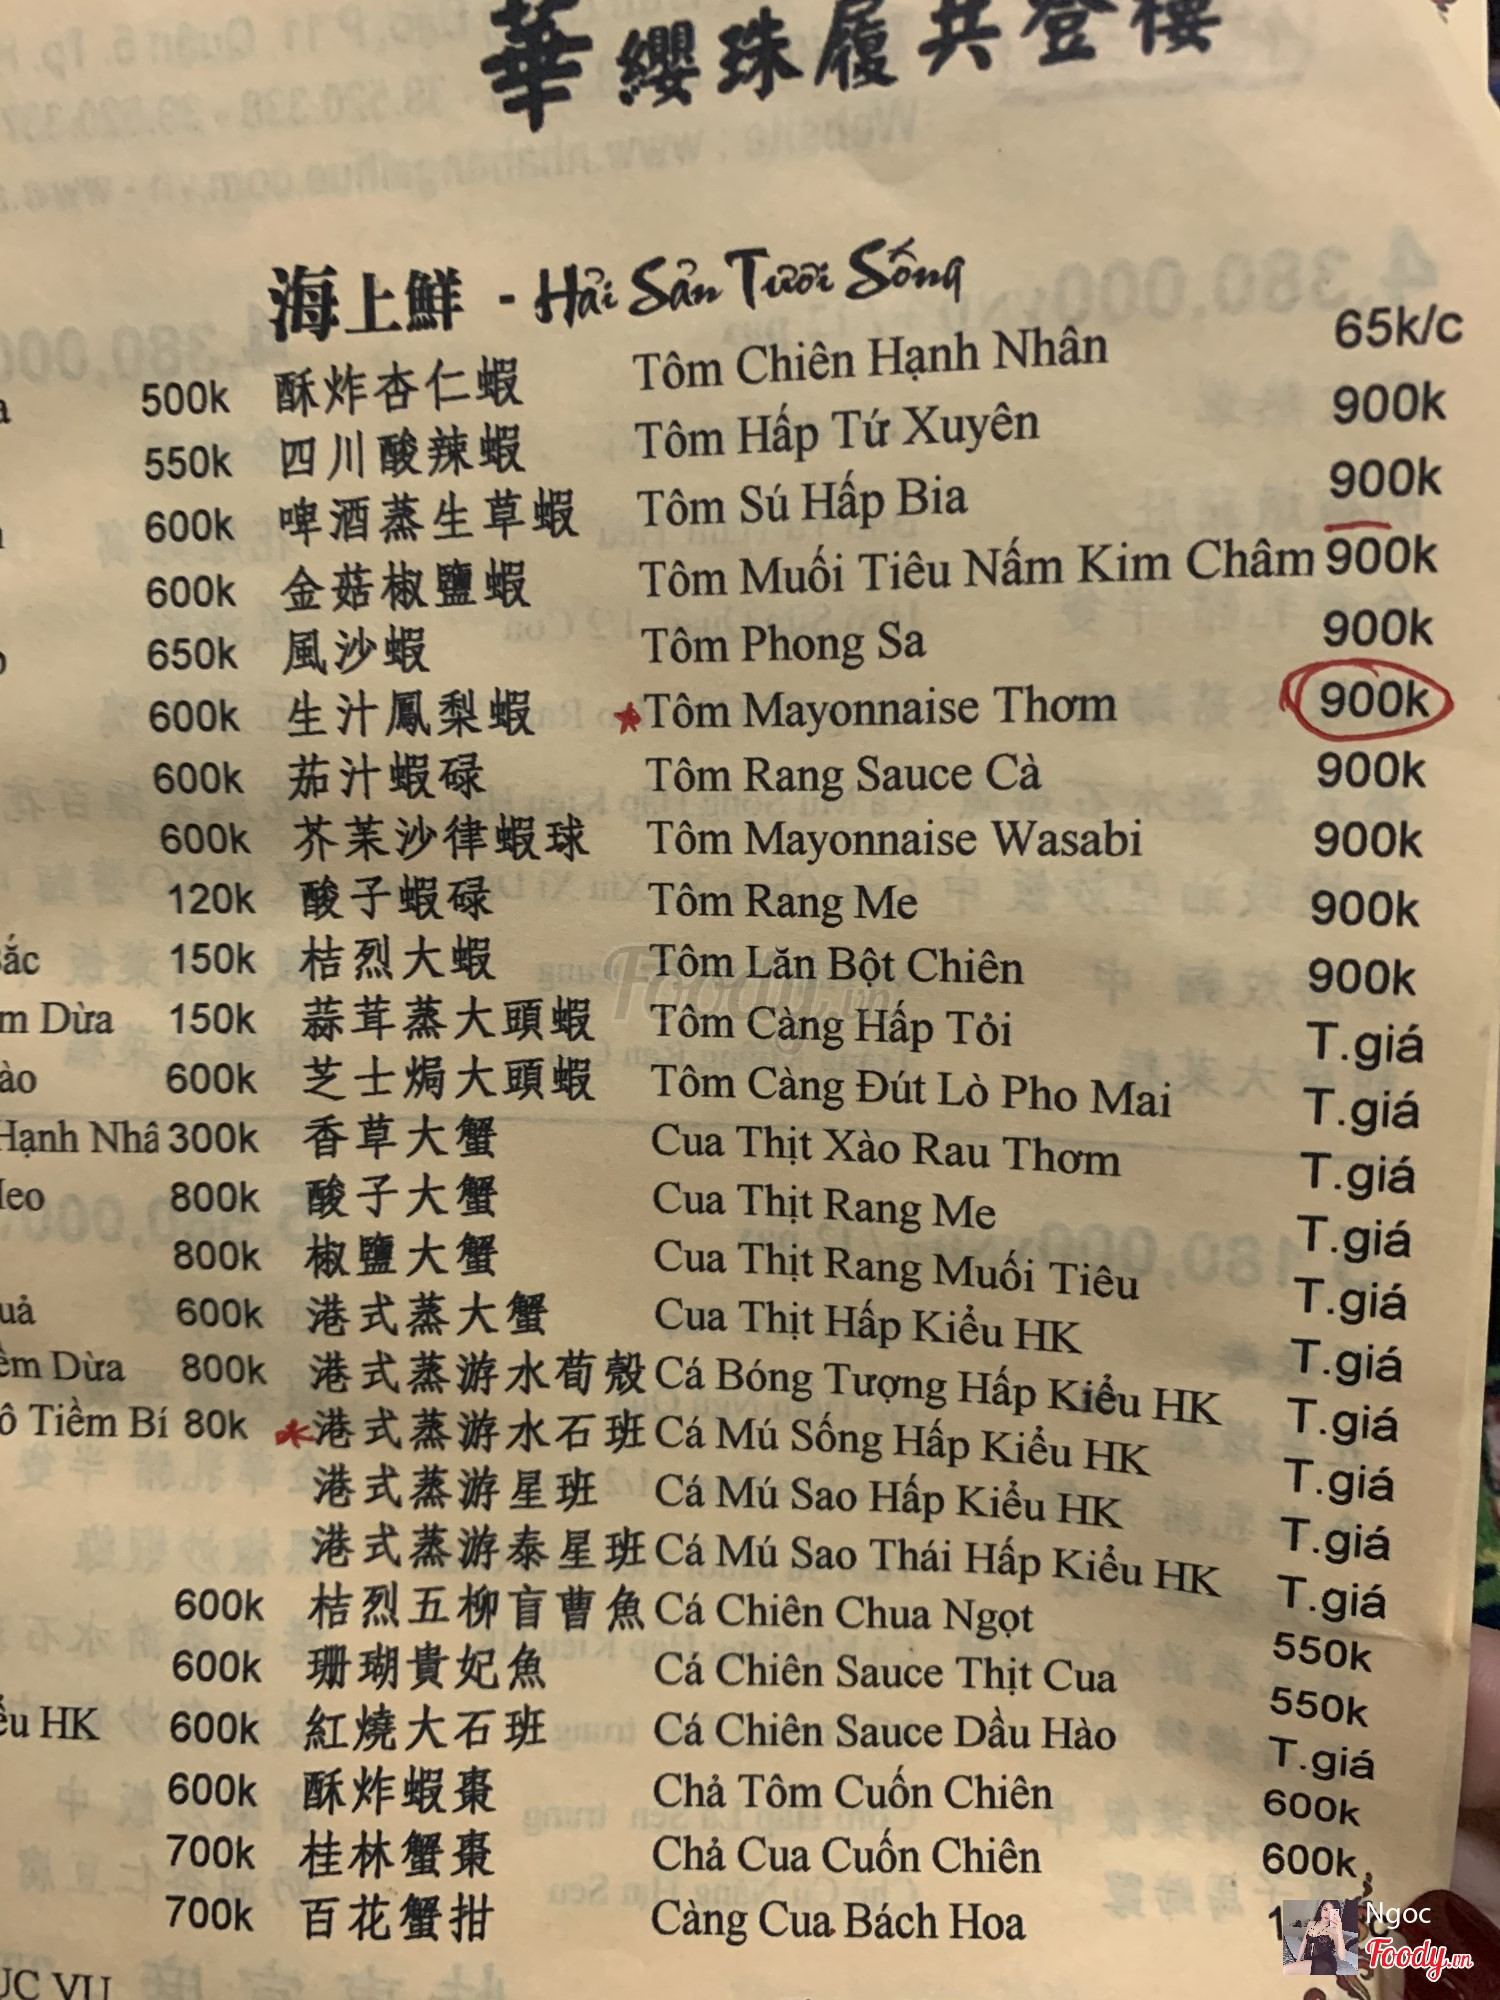 華纓珠履共登樓
海上鮮 - Hải Sản Tươi Sống
500k 酥炸杏仁蝦 Tôm Chiên Hạnh Nhân 65k/c
550k 四川酸辣蝦 Tôm Hấp Tứ Xuyên 900k
600k 啤酒蒸生草蝦 Tôm Sú Hấp Bia 900k
600k 金菇椒鹽蝦 Tôm Muối Tiêu Nấm Kim Châm 900k
650k 風沙蝦 Tôm Phong Sa 900k
600k 生汁鳳梨蝦 Tôm Mayonnaise Thơm 900k
600k 茄汁蝦碌 Tôm Rang Sauce Cà 900k
600k 芥茉沙律蝦球 Tôm Mayonnaise Wasabi 900k
120k 酸子蝦碌 Tôm Rang Me 900k
ắc 150k 桔烈大蝦 Tôm Lăn Bột Chiên 900k
m Dừa 150k 蒜茸蒸大頭蝦 Tôm Càng Hấp Tỏi T.giá
ào 600k 芝士焗大頭蝦 Tôm Càng Đút Lò Pho Mai T.giá
Hạnh Nhâ 300k 香草大蟹 Cua Thịt Xào Rau Thơm T.giá
eo 800k 酸子大蟹 Cua Thịt Rang Me T.giá
800k 椒鹽大蟹 Cua Thịt Rang Muối Tiêu T.giá
uả 600k 港式蒸大蟹 Cua Thịt Hấp Kiểu HK T.giá
ềm Dừa 800k 港式蒸游水荀殼 Cá Bóng Tượng Hấp Kiểu HK T.giá
ô Tiềm Bí 80k 港式蒸游水石班 Cá Mú Sống Hấp Kiểu HK T.giá
港式蒸游星班 Cá Mú Sao Hấp Kiểu HK T.giá
港式蒸游泰星班 Cá Mú Sao Thái Hấp Kiểu HK T.giá
600k 桔烈五柳盲曹魚 Cá Chiên Chua Ngọt 550k
600k 珊瑚貴妃魚 Cá Chiên Sauce Thịt Cua 550k
ểu HK 600k 紅燒大石班 Cá Chiên Sauce Dầu Hào T.giá
600k 酥炸蝦棗 Chả Tôm Cuốn Chiên 600k
700k 桂林蟹棗 Chả Cua Cuốn Chiên 600k
700k 百花蟹拑 Càng Cua Bách Hoa
ỤC VỤ
Foody.vn
Ngoc
Foody.vn